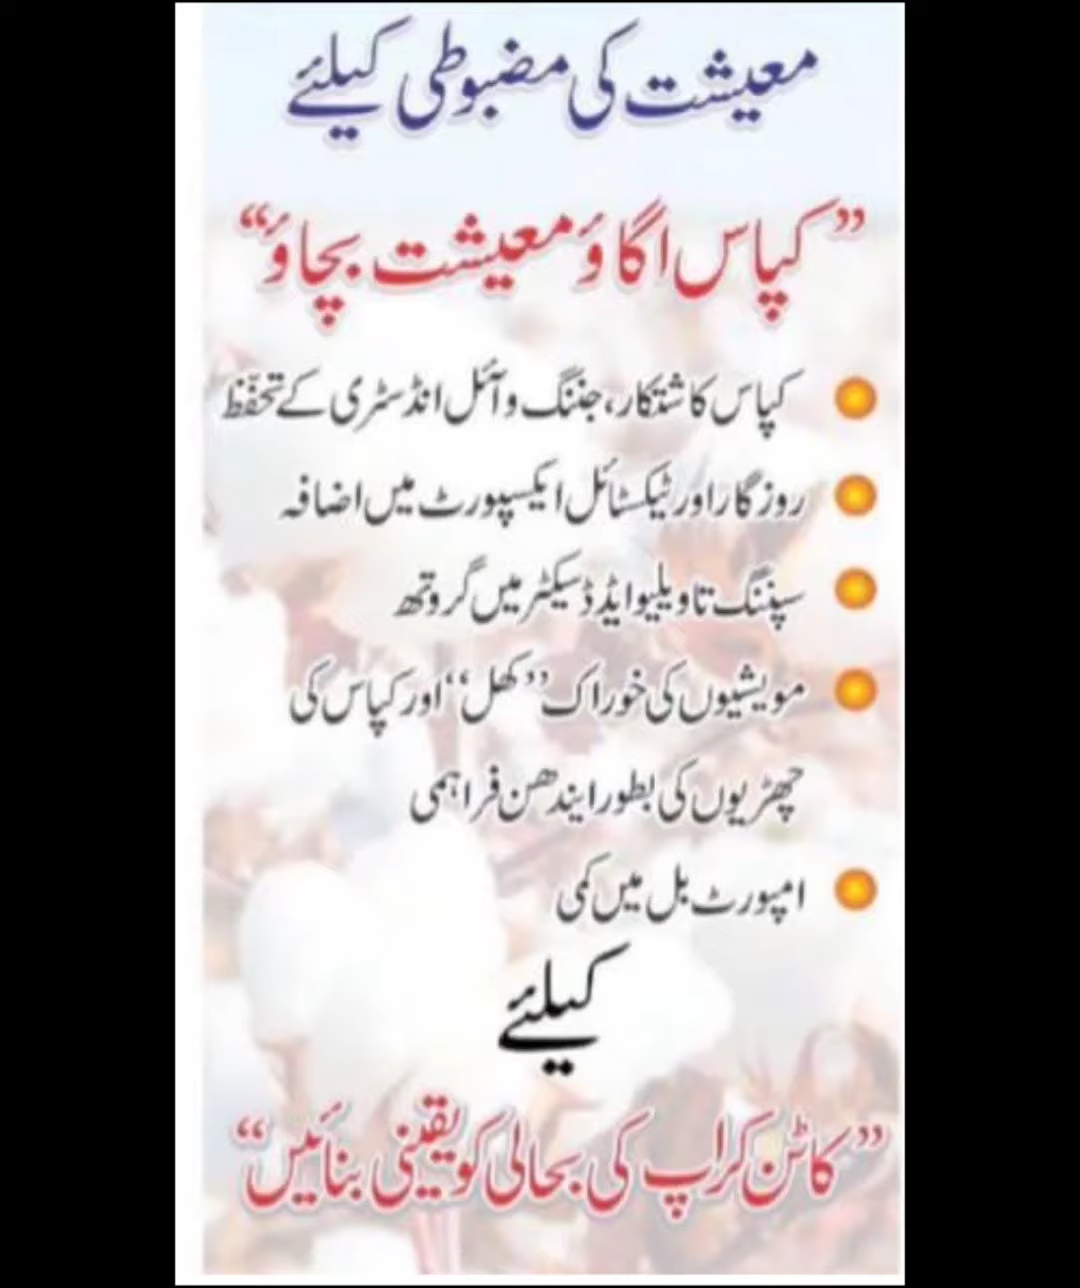 معیشت کی مضبوطی کیلئے
”کپاس اگاؤ معیشت بچاؤ“
کپاس کاشتکار، جننگ و آئل انڈسٹری کے تحفّظ
روزگار اور ٹیکسٹائل ایکسپورٹ میں اضافہ
سپننگ تا ویلیو ایڈڈ سیکٹر میں گروتھ
مویشیوں کی خوراک ”کھل“ اور کپاس کی
چھڑیوں کی بطور ایندھن فراہمی
امپورٹ بل میں کمی
کیلئے
”کاٹن کراپ کی بحالی کو یقینی بنائیں“